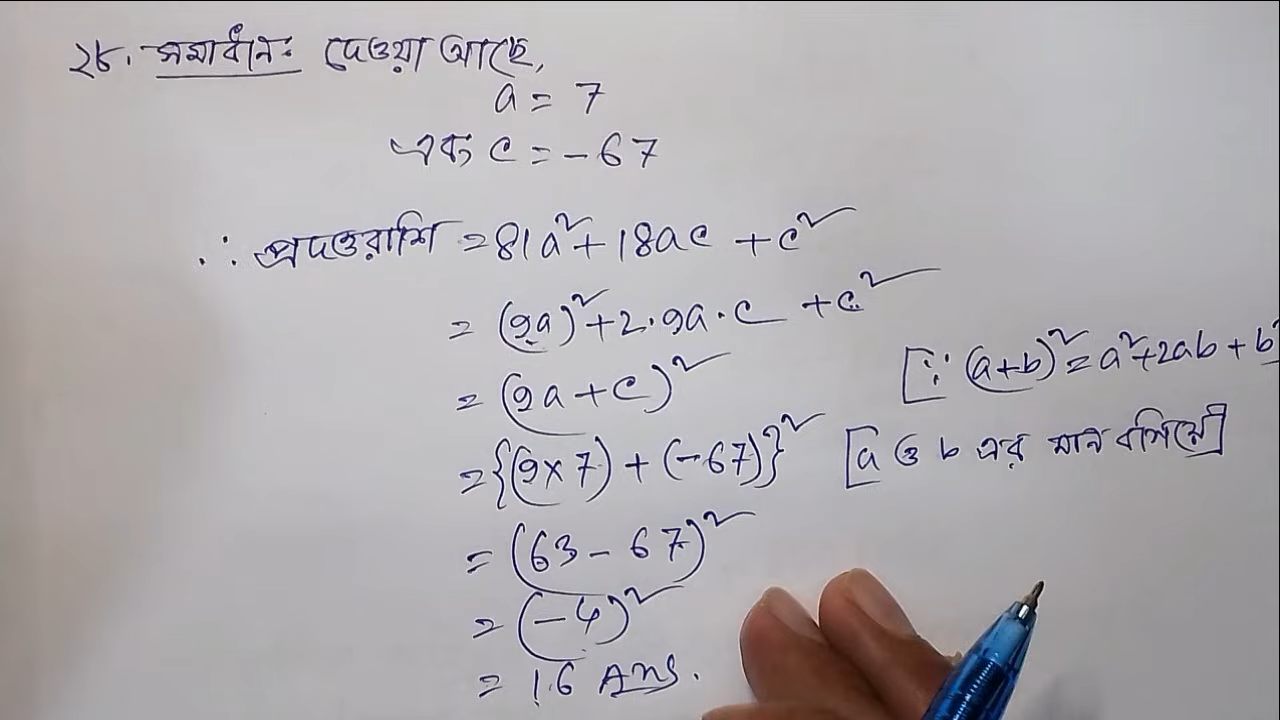 ২৮. সমাধান: দেওয়া আছে,
a = 7
এবং c = -67
∴ প্রদত্তরাশি = 81a² + 18ac + c²
= (9a)² + 2·9a·c + c²
= (9a + c)² [∵ (a+b)² = a²+2ab+b²
= {(9×7) + (-67)}² [a ও b এর মান বসিয়ে]
= (63 - 67)²
= (-4)²
= 16 Ans.